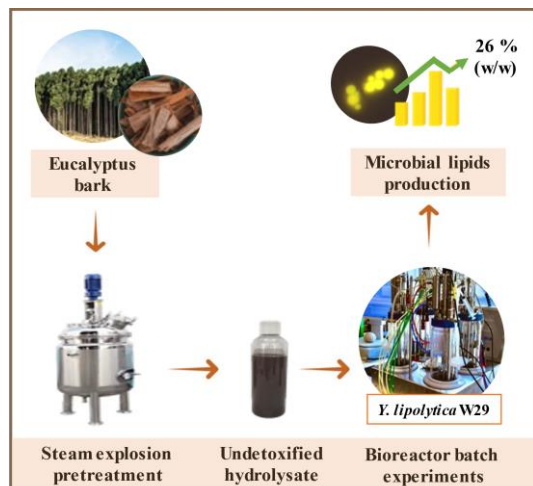 26 %
(w/w)
Eucalyptus
bark
Microbial lipids
production
Y. lipolytica W29
Steam explosion
pretreatment
Undetoxified
hydrolysate
Bioreactor batch
experiments